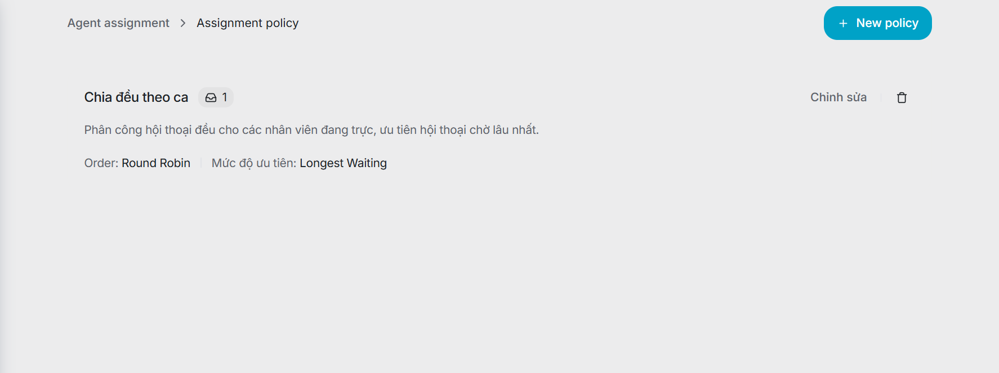 Agent assignment > Assignment policy
+ New policy
Chia đều theo ca 1
Chỉnh sửa
Phân công hội thoại đều cho các nhân viên đang trực, ưu tiên hội thoại chờ lâu nhất.
Order: Round Robin | Mức độ ưu tiên: Longest Waiting